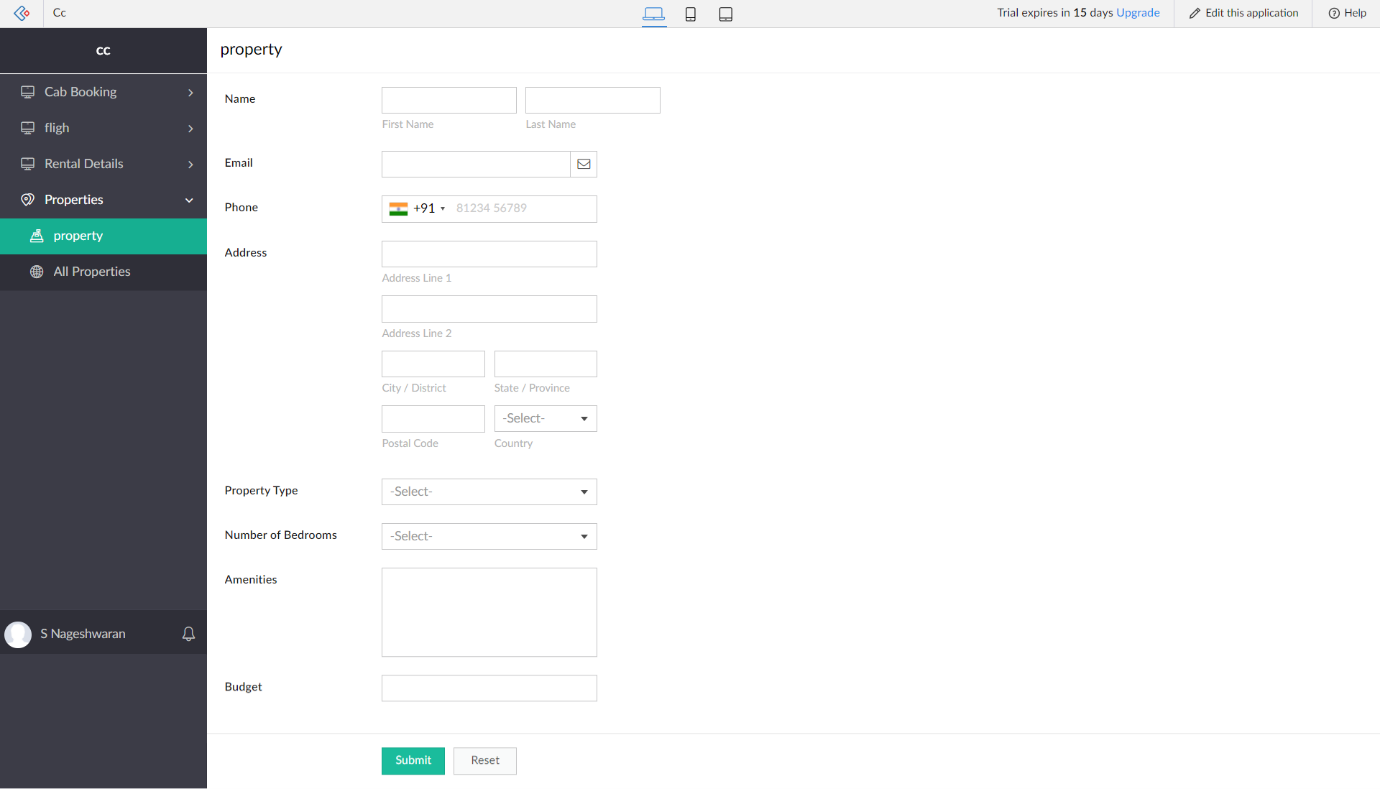 Cc
Trial expires in 15 days Upgrade
Edit this application
Help
cc
Cab Booking
fligh
Rental Details
Properties
property
All Properties
S Nageshwaran
property
Name
First Name
Last Name
Email
Phone
+91
81234 56789
Address
Address Line 1
Address Line 2
City / District
State / Province
-Select-
Postal Code
Country
Property Type
-Select-
Number of Bedrooms
-Select-
Amenities
Budget
Submit
Reset